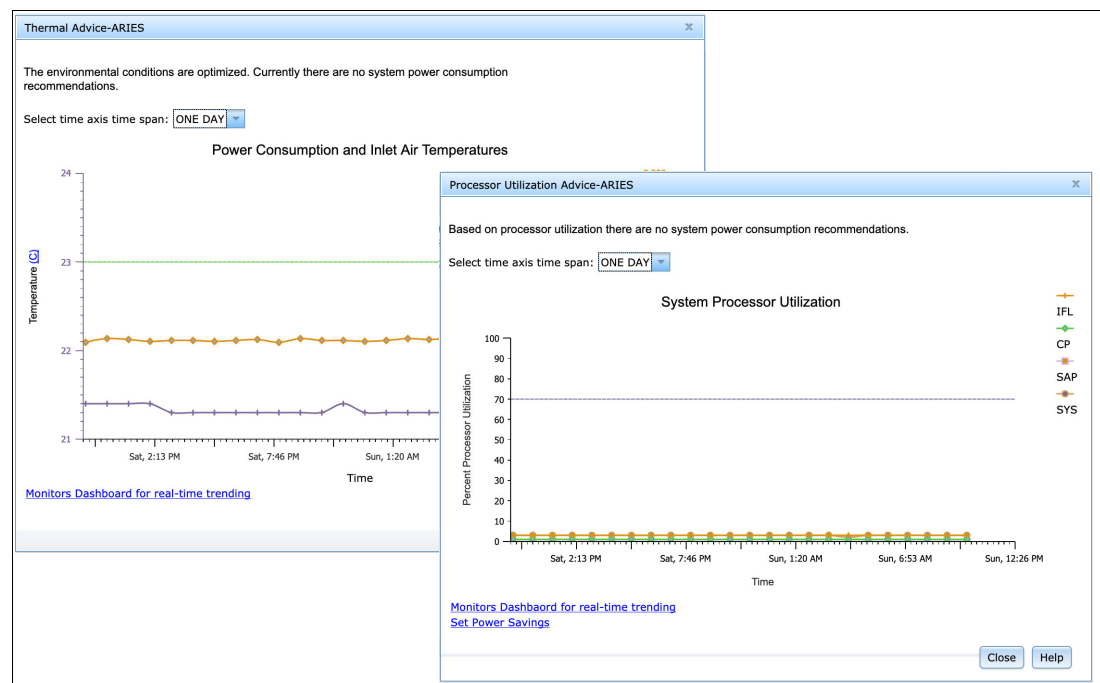 Thermal Advice-ARIES
x
The environmental conditions are optimized. Currently there are no system power consumption
recommendations.
Select time axis time span: ONE DAY
Power Consumption and Inlet Air Temperatures
24
23
22
21
Temperature (C)
Sat, 2:13 PM
Sat, 7:46 PM
Sun, 1:20 AM
Time
Monitors Dashboard for real-time trending
Processor Utilization Advice-ARIES
x
Based on processor utilization there are no system power consumption recommendations.
Select time axis time span: ONE DAY
System Processor Utilization
IFL
CP
SAP
SYS
100
90
80
70
60
50
40
30
20
10
0
Percent Processor Utilization
Sat, 2:13 PM
Sat, 7:46 PM
Sun, 1:20 AM
Sun, 6:53 AM
Sun, 12:26 PM
Time
Monitors Dashbaord for real-time trending
Set Power Savings
Close
Help